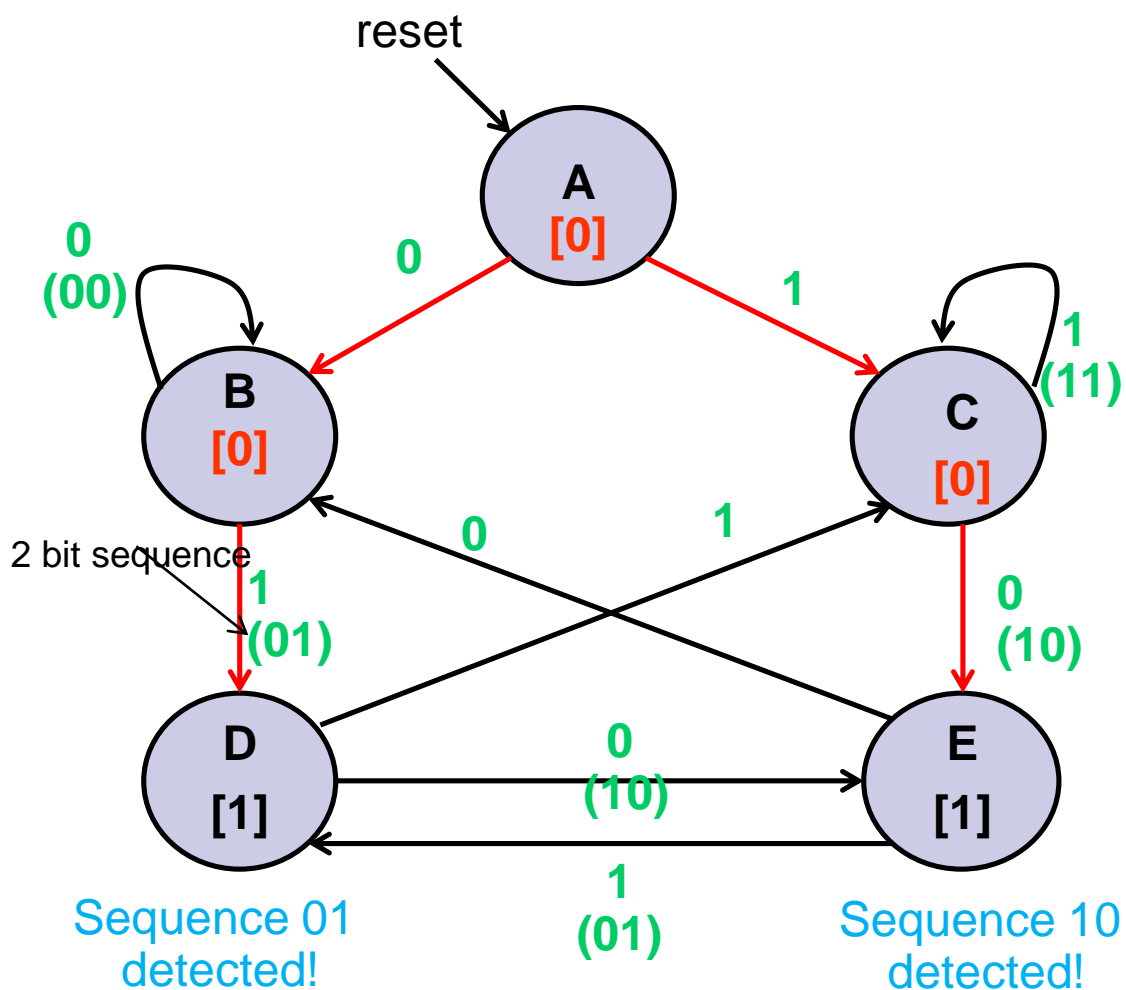 reset
A
[0]
0
(00)
0
1
1
(11)
B
[0]
C
[0]
2 bit sequence
1
(01)
0
1
0
(10)
D
[1]
0
(10)
E
[1]
1
(01)
Sequence 01
detected!
Sequence 10
detected!